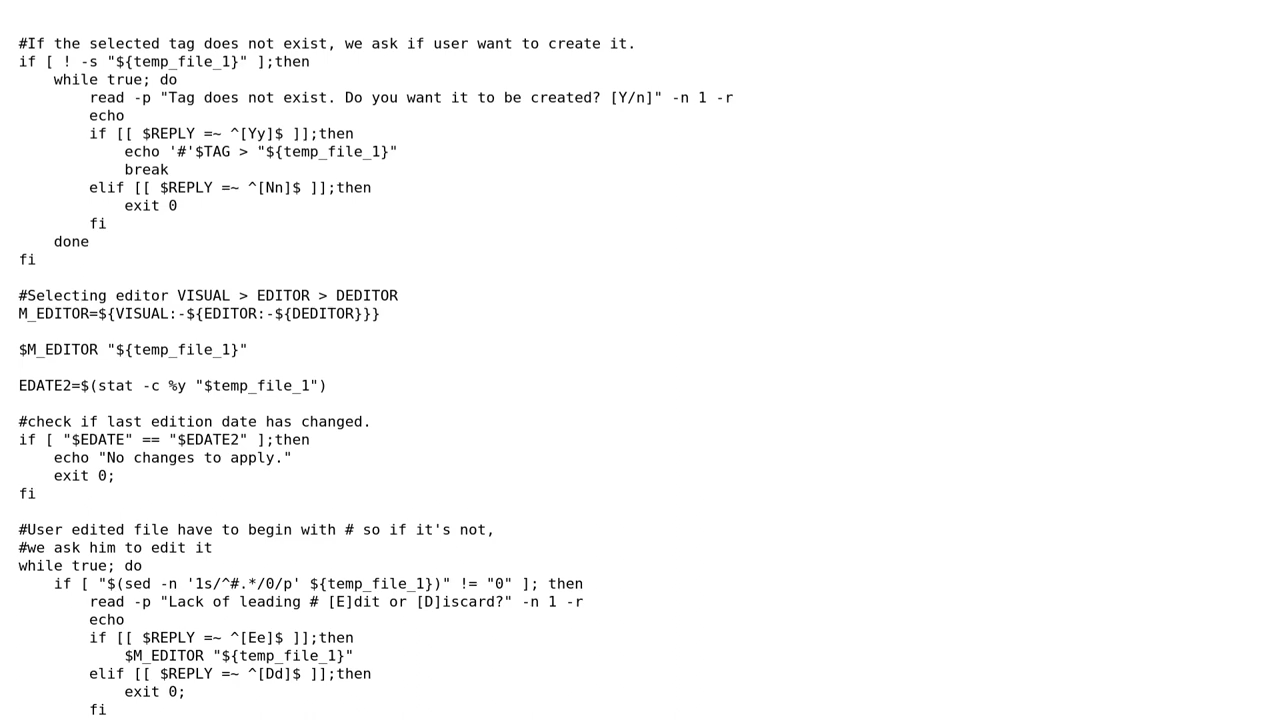 #If the selected tag does not exist, we ask if user want to create it.
if [ ! -s "${temp_file_1}" ];then
    while true; do
        read -p "Tag does not exist. Do you want it to be created? [Y/n]" -n 1 -r
        echo
        if [[ $REPLY =~ ^[Yy]$ ]];then
            echo '#'$TAG > "${temp_file_1}"
            break
        elif [[ $REPLY =~ ^[Nn]$ ]];then
            exit 0
        fi
    done
fi

#Selecting editor VISUAL > EDITOR > DEDITOR
M_EDITOR=${VISUAL:-${EDITOR:-${DEDITOR}}}

$M_EDITOR "${temp_file_1}"

EDATE2=$(stat -c %y "$temp_file_1")

#check if last edition date has changed.
if [ "$EDATE" == "$EDATE2" ];then
    echo "No changes to apply."
    exit 0;
fi

#User edited file have to begin with # so if it's not,
#we ask him to edit it
while true; do
    if [ "$(sed -n '1s/^#.*/0/p' ${temp_file_1})" != "0" ]; then
        read -p "Lack of leading # [E]dit or [D]iscard?" -n 1 -r
        echo
        if [[ $REPLY =~ ^[Ee]$ ]];then
            $M_EDITOR "${temp_file_1}"
        elif [[ $REPLY =~ ^[Dd]$ ]];then
            exit 0;
        fi